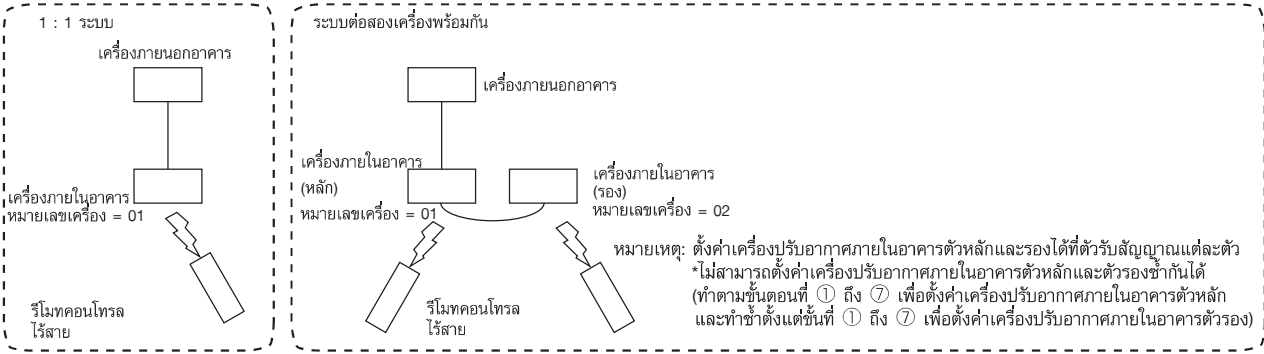 1 : 1 ระบบ
เครื่องภายนอกอาคาร
เครื่องภายในอาคาร
หมายเลขเครื่อง = 01
รีโมทคอนโทรล
ไร้สาย
ระบบต่อสองเครื่องพร้อมกัน
เครื่องภายนอกอาคาร
เครื่องภายในอาคาร
(หลัก)
หมายเลขเครื่อง = 01
เครื่องภายในอาคาร
(รอง)
หมายเลขเครื่อง = 02
รีโมทคอนโทรล
ไร้สาย
หมายเหตุ: ตั้งค่าเครื่องปรับอากาศภายในอาคารตัวหลักและรองได้ที่ตัวรับสัญญาณแต่ละตัว
*ไม่สามารถตั้งค่าเครื่องปรับอากาศภายในอาคารตัวหลักและตัวรองซ้ำกันได้
(ทำตามขั้นตอนที่ ① ถึง ⑦ เพื่อตั้งค่าเครื่องปรับอากาศภายในอาคารตัวหลัก
และทำซ้ำตั้งแต่ขั้นที่ ① ถึง ⑦ เพื่อตั้งค่าเครื่องปรับอากาศภายในอาคารตัวรอง)